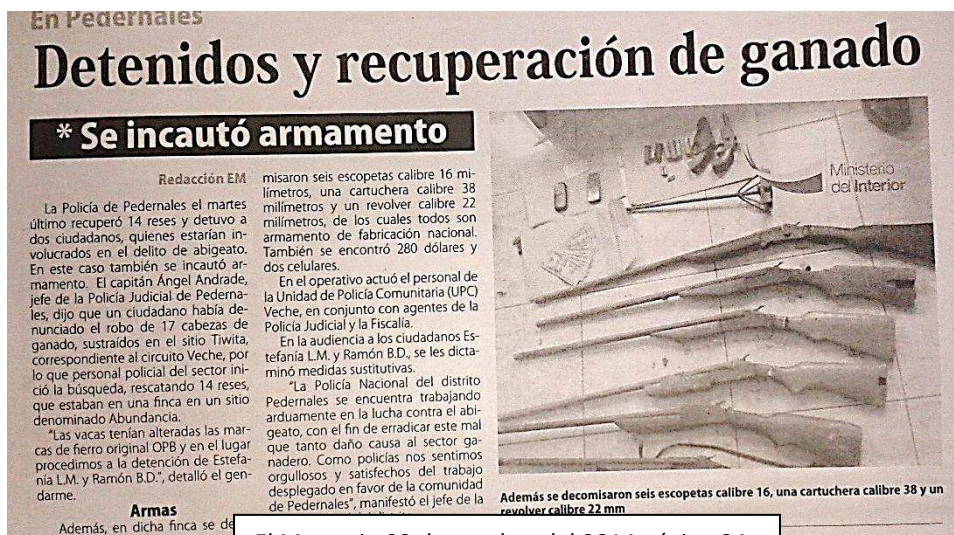 En Pedernales
Detenidos y recuperación de ganado
* Se incautó armamento
Redacción EM
La Policía de Pedernales el martes
último recuperó 14 reses y detuvo a
dos ciudadanos, quienes estarían in-
volucrados en el delito de abigeato.
En este caso también se incautó ar-
mamento. El capitán Ángel Andrade,
jefe de la Policía Judicial de Pederna-
les, dijo que un ciudadano había de-
nunciado el robo de 17 cabezas de
ganado, sustraídos en el sitio Tiwita,
correspondiente al circuito Veche, por
lo que personal policial del sector ini-
ció la búsqueda, rescatando 14 reses,
que estaban en una finca en un sitio
denominado Abundancia.
"Las vacas tenían alteradas las mar-
cas de fierro original OPB y en el lugar
procedimos a la detención de Estefa-
nía L.M. y Ramón B.D.", detalló el gen-
darme.
Armas
Además, en dicha finca se
misaron seis escopetas calibre 16 mi-
límetros, una cartuchera calibre 38
milímetros y un revolver calibre 22
milímetros, de los cuales todos son
armamento de fabricación nacional.
También se encontró 280 dólares y
dos celulares.
En el operativo actuó el personal de
la Unidad de Policía Comunitaria (UPC)
Veche, en conjunto con agentes de la
Policía Judicial y la Fiscalía.
En la audiencia a los ciudadanos Es-
tefanía L.M. y Ramón B.D., se les dicta-
minó medidas sustitutivas.
"La Policía Nacional del distrito
Pedernales se encuentra trabajando
arduamente en la lucha contra el abi-
geato, con el fin de erradicar este mal
que tanto daño causa al sector ga-
nadero. Como policías nos sentimos
orgullosos y satisfechos del trabajo
desplegado en favor de la comunidad
de Pedernales", manifestó el jefe de la
Ministerio
del Interior
Además se decomisaron seis escopetas calibre 16, una cartuchera calibre 38 y un
revolver calibre 22 mm